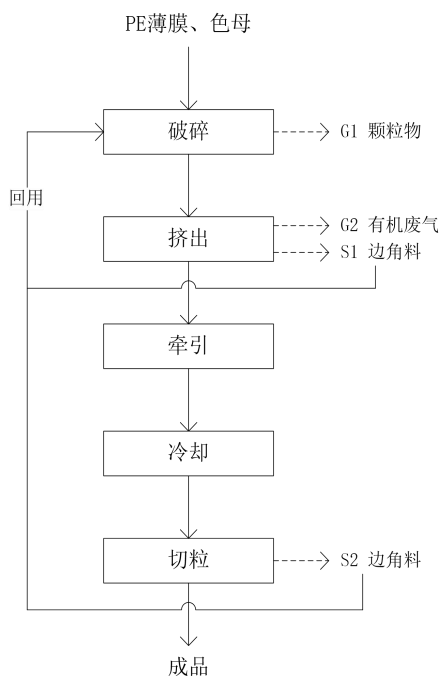 PE薄膜、色母
破碎
G1 颗粒物
回用
挤出
G2 有机废气
S1 边角料
牵引
冷却
切粒
S2 边角料
成品